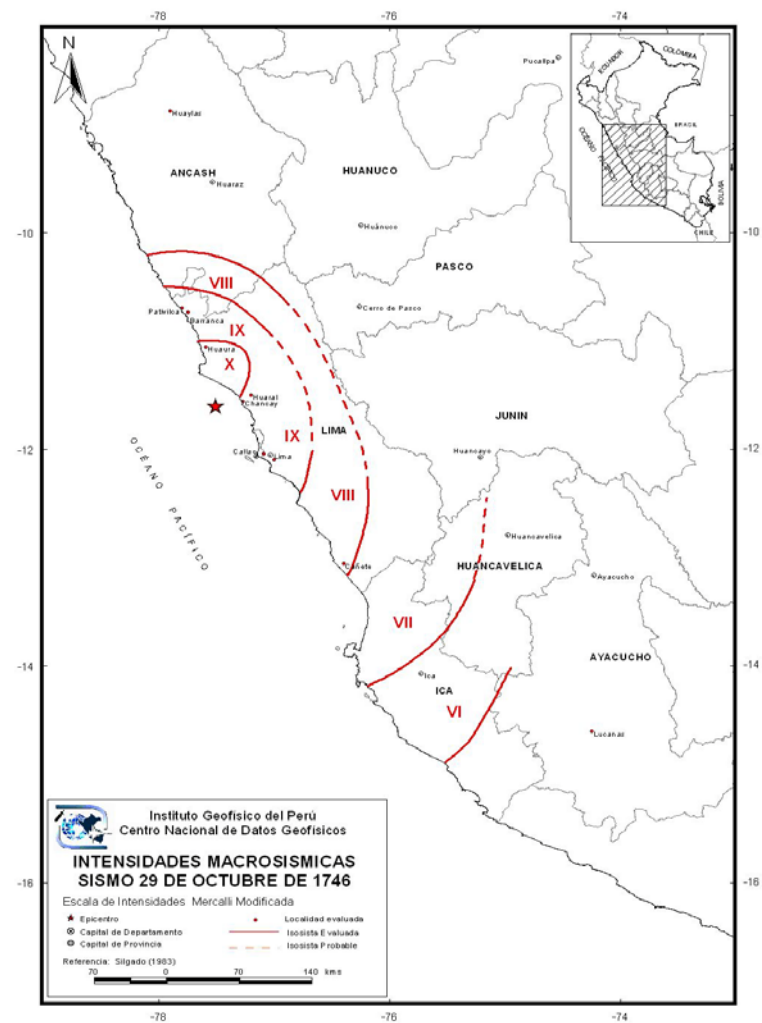 -78
-76
-74
N
Pucallpa
ECUADOR
COLÓMBIA
BRASIL
OCEANO PACIFICO
BOLIVIA
CHILE
Huaylas
ANCASH
Huaraz
HUANUCO
Huánuco
-10
-10
PASCO
VIII
Cerro de Pasco
Pativilca
Barranca
IX
Huaura
X
Huaral
Chancay
JUNIN
IX
LIMA
-12
-12
Callao
Lima
Huancayo
OCÉANO PACÍFICO
VIII
Huancavelica
Cañete
HUANCAVELICA
Ayacucho
VII
AYACUCHO
-14
-14
Ica
ICA
VI
Lucanas
Instituto Geofísico del Perú
Centro Nacional de Datos Geofísicos
INTENSIDADES MACROSISMICAS
SISMO 29 DE OCTUBRE DE 1746
Escala de Intensidades Mercalli Modificada
Epicentro
Localidad evaluada
Capital de Departamento
Isosista Evaluada
Capital de Provincia
Isosista Probable
Referencia: Silgado (1983)
70 0 70 140 kms
-16
-16
-78
-76
-74